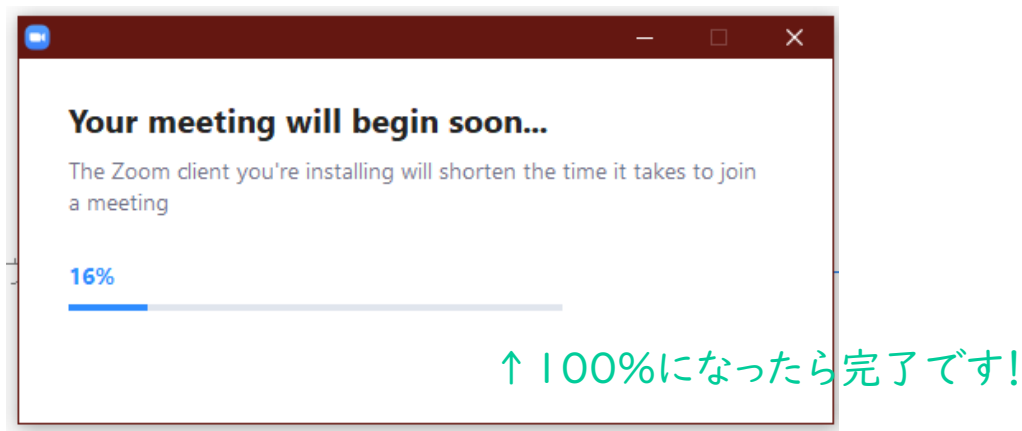 Your meeting will begin soon...
The Zoom client you're installing will shorten the time it takes to join
a meeting
16%
↑100%になったら完了です!